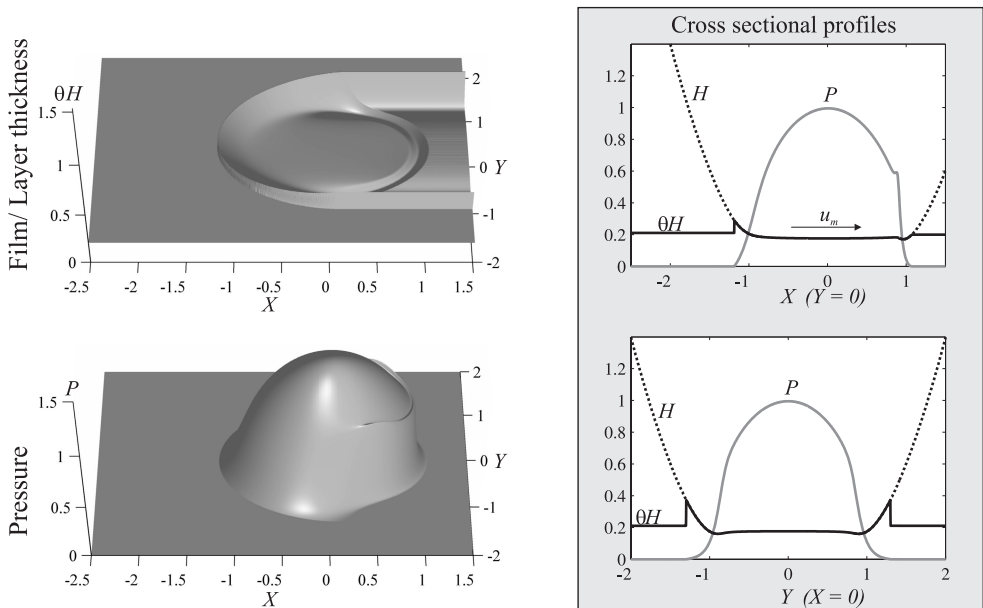 Film/ Layer thickness
θH
1.5
1
0.5
0
2
1
0
Y
-1
-2
-2.5 -2 -1.5 -1 -0.5 0 0.5 1 1.5
X
Pressure
P
1.5
1
0.5
0
2
1
0
Y
-1
-2
-2.5 -2 -1.5 -1 -0.5 0 0.5 1 1.5
X
Cross sectional profiles
1.2
1
0.8
0.6
0.4
0.2
0
H
P
θH
u_m
-2 -1 0 1
X (Y = 0)
1.2
1
0.8
0.6
0.4
0.2
0
H
P
θH
-2 -1 0 1 2
Y (X = 0)